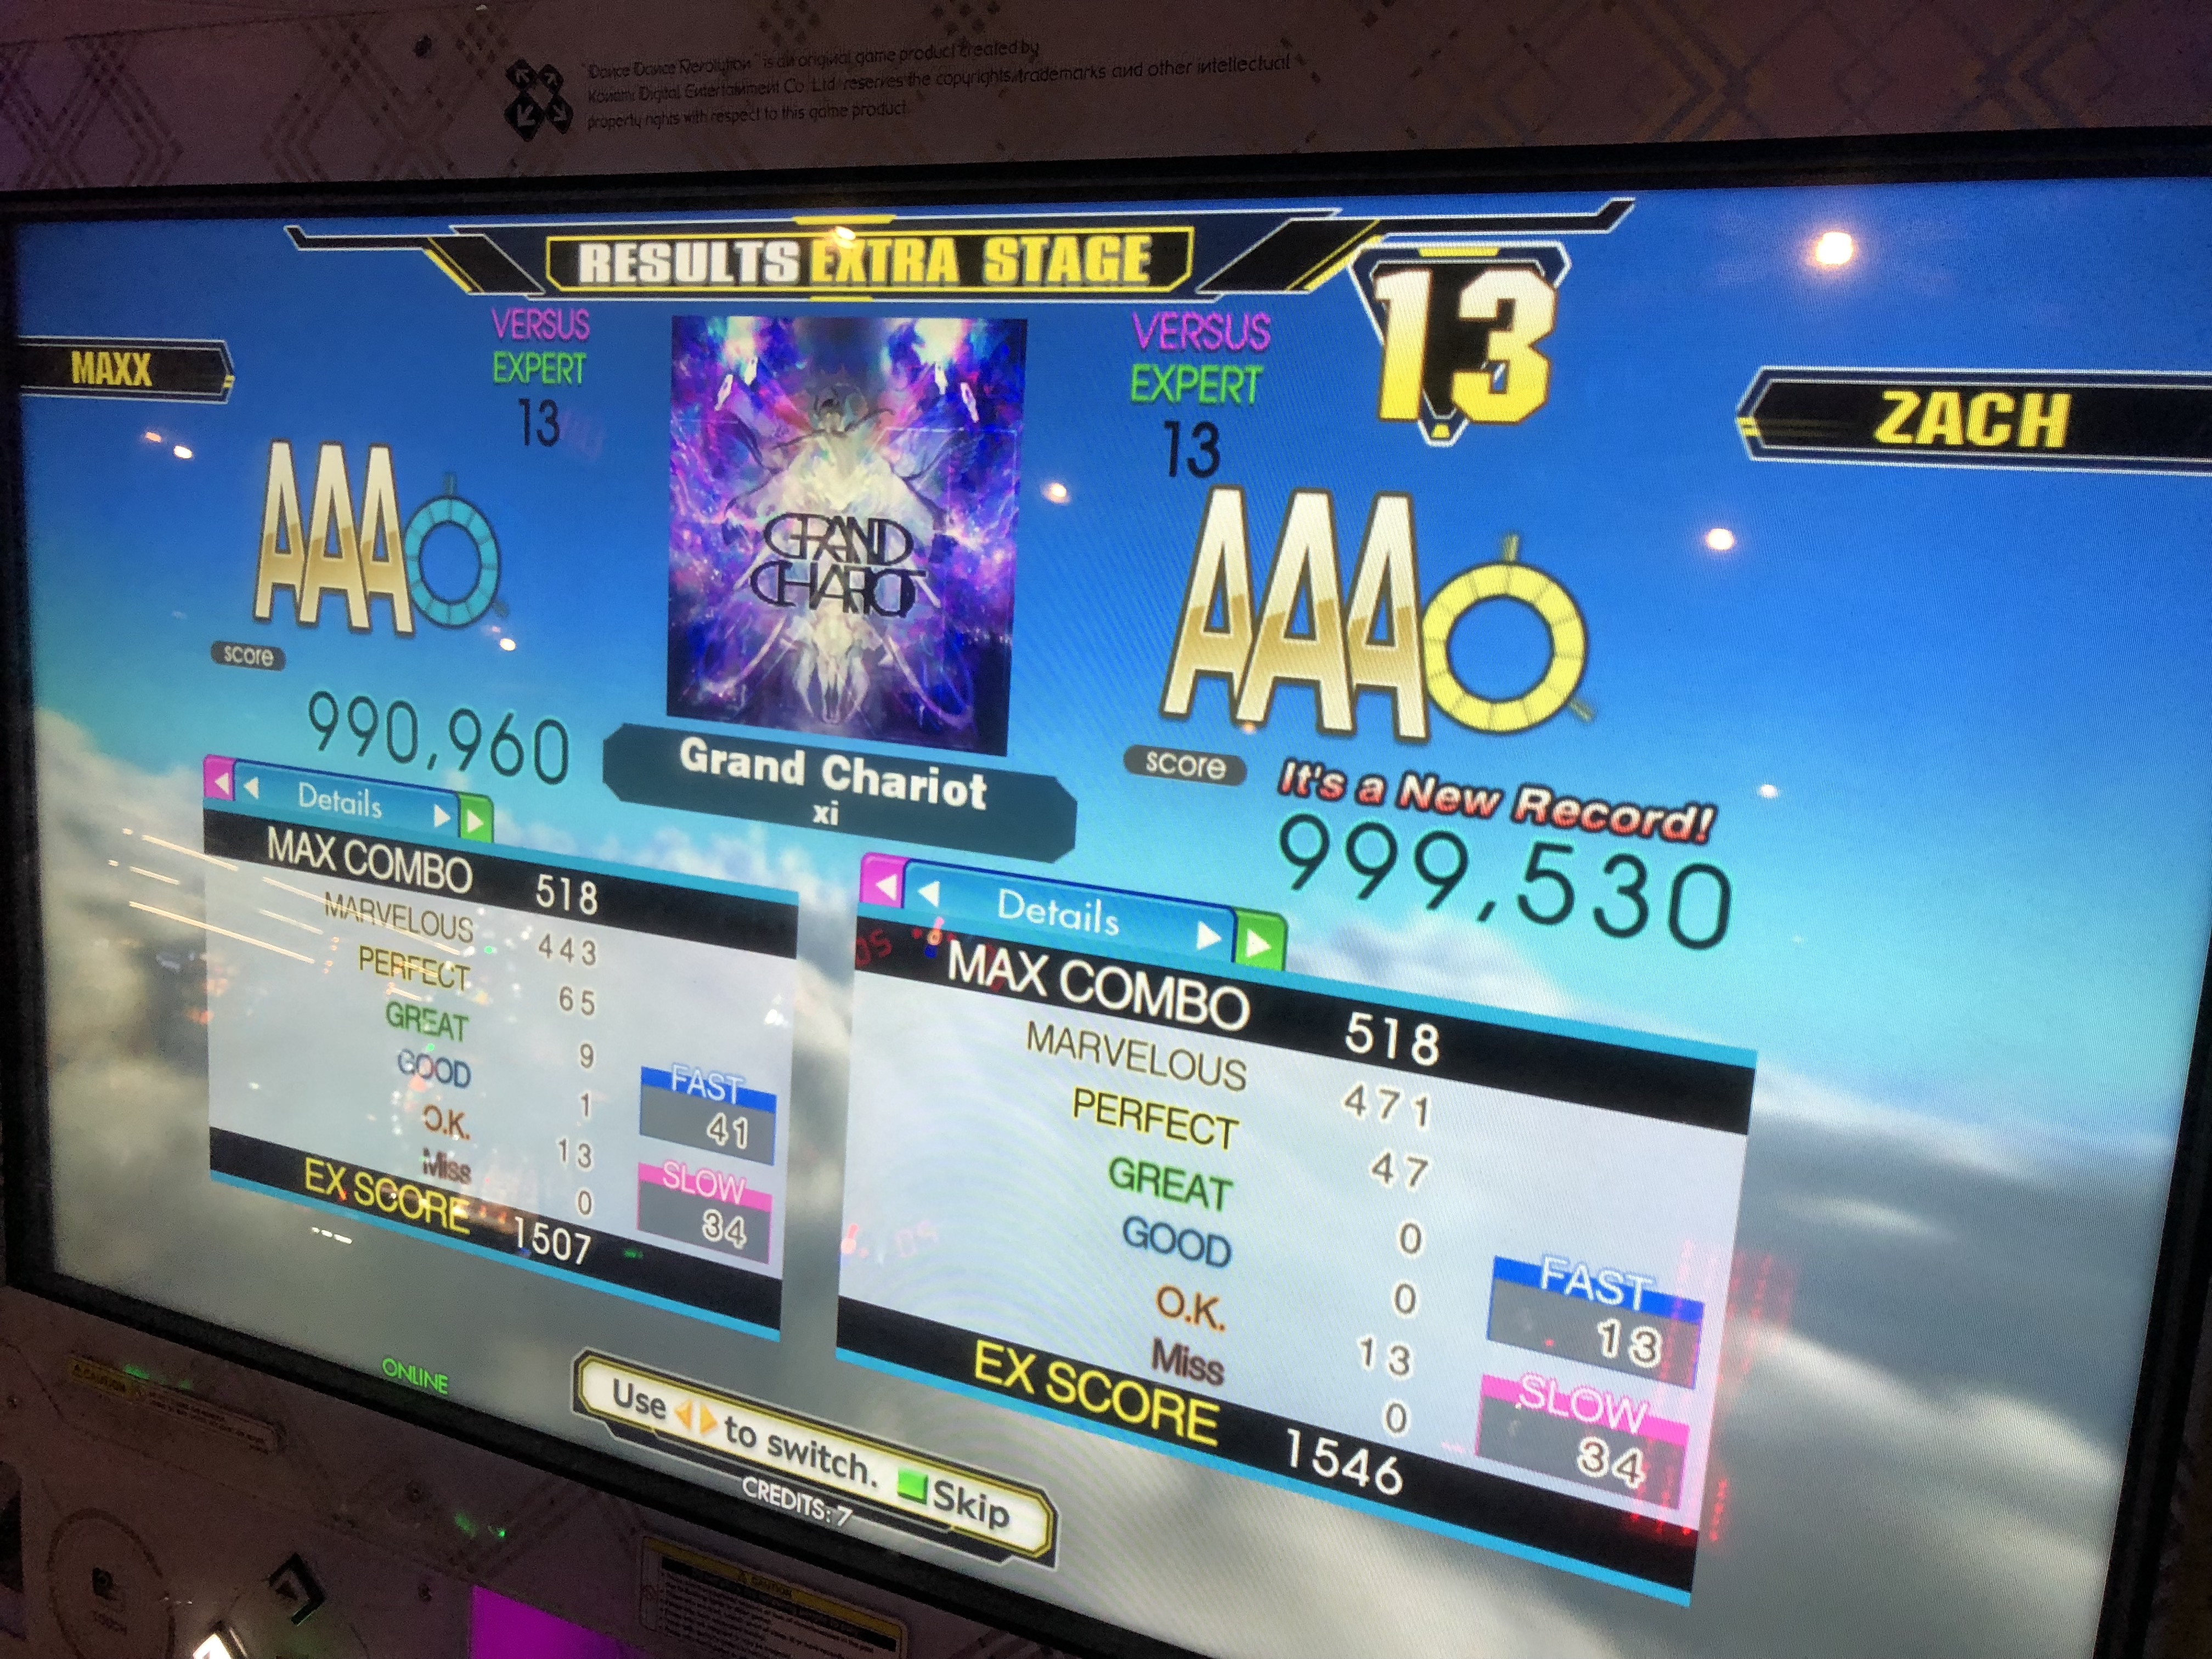 "Dance Dance Revolution" is an original game product created by
Konami Digital Entertainment Co., Ltd. reserves the copyrights, trademarks and other intellectual
property rights with respect to this game product.
RESULTS EXTRA STAGE
13
MAXX
VERSUS
EXPERT
13
VERSUS
EXPERT
13
ZACH
AAA
GRAND
CHARIOT
AAA
score
990,960
Grand Chariot
xi
score
It's a New Record!
999,530
Details
MAX COMBO 518
MARVELOUS 443
PERFECT 65
GREAT 9
GOOD 1
O.K. 13
Miss 0
EX SCORE 1507
FAST
41
SLOW
34
Details
MAX COMBO 518
MARVELOUS 471
PERFECT 47
GREAT 0
GOOD 0
O.K. 13
Miss 0
EX SCORE 1546
FAST
13
SLOW
34
ONLINE
Use to switch. Skip
CREDITS: 7
CAUTION
CAUTION